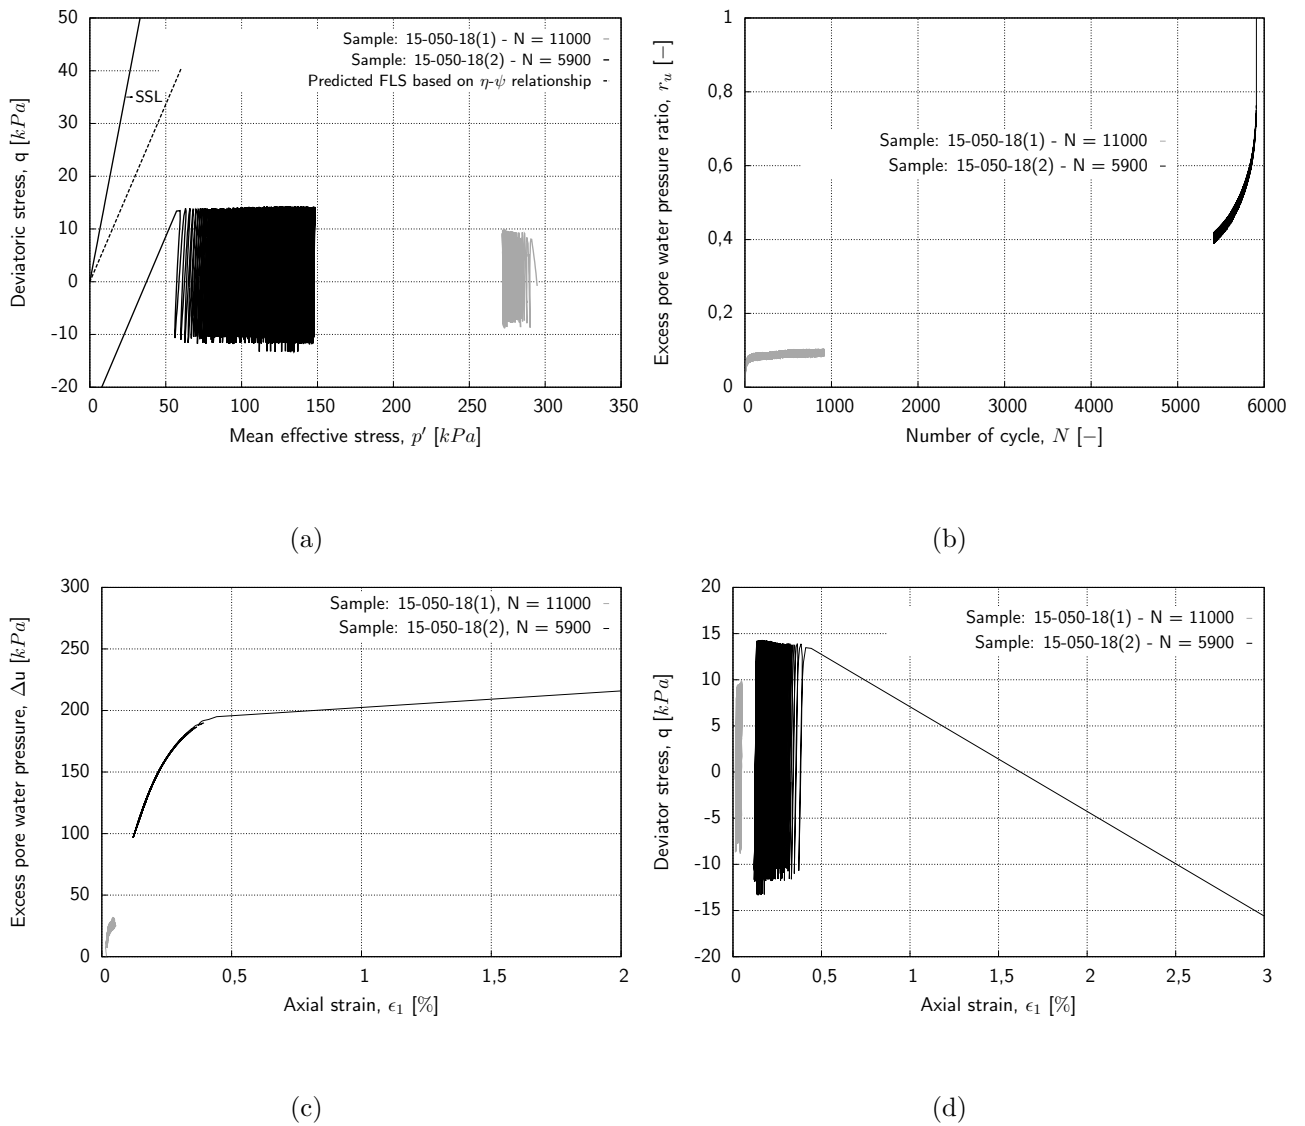 50
40
30
20
10
0
-10
-20
0 50 100 150 200 250 300 350
Deviatoric stress, q [kPa]
Mean effective stress, p′ [kPa]
Sample: 15-050-18(1) - N = 11000
Sample: 15-050-18(2) - N = 5900
Predicted FLS based on η-ψ relationship
SSL
(a)
1
0,8
0,6
0,4
0,2
0
0 1000 2000 3000 4000 5000 6000
Excess pore water pressure ratio, r_u [−]
Number of cycle, N [−]
Sample: 15-050-18(1) - N = 11000
Sample: 15-050-18(2) - N = 5900
(b)
300
250
200
150
100
50
0
0 0,5 1 1,5 2
Excess pore water pressure, Δu [kPa]
Axial strain, ϵ₁ [%]
Sample: 15-050-18(1), N = 11000
Sample: 15-050-18(2), N = 5900
(c)
20
15
10
5
0
-5
-10
-15
-20
0 0,5 1 1,5 2 2,5 3
Deviator stress, q [kPa]
Axial strain, ϵ₁ [%]
Sample: 15-050-18(1) - N = 11000
Sample: 15-050-18(2) - N = 5900
(d)